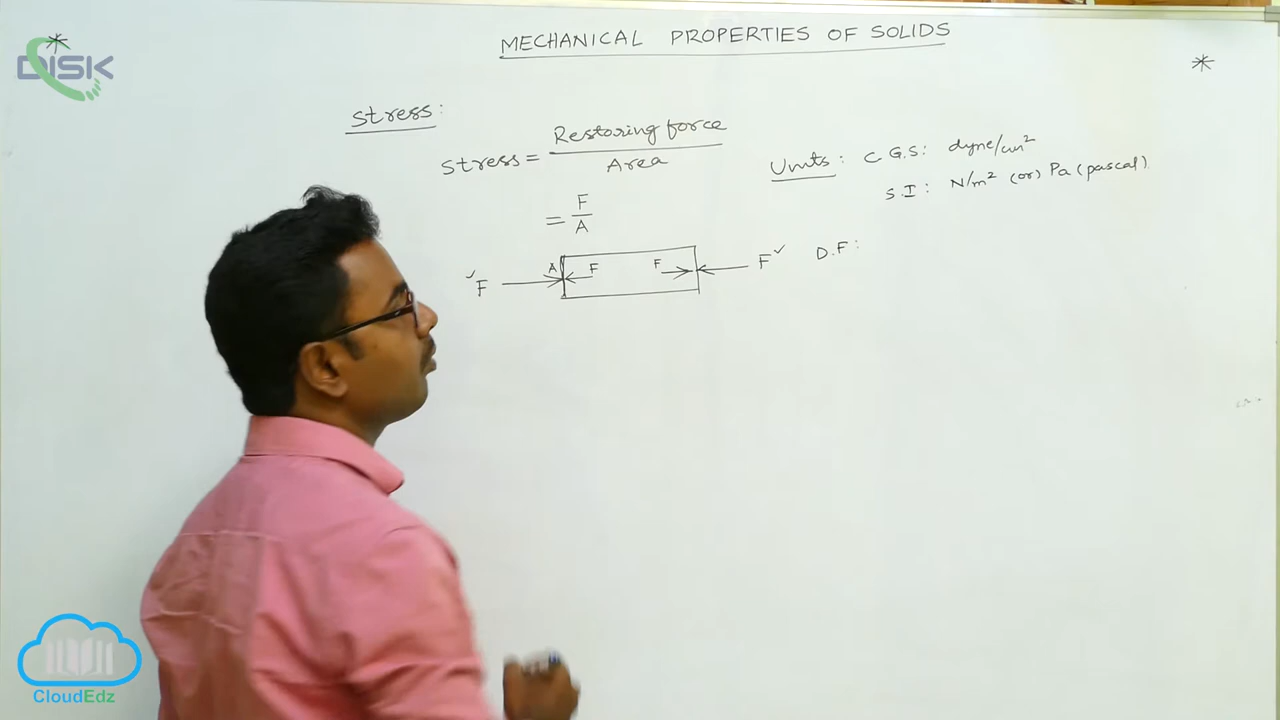 MECHANICAL PROPERTIES OF SOLIDS
DISK
stress:
stress = Restoring force
Area
= F
A
Units: C.G.S: dyne/cm²
S.I: N/m² (or) Pa (pascal).
F A F F F D.F:
CloudEdz